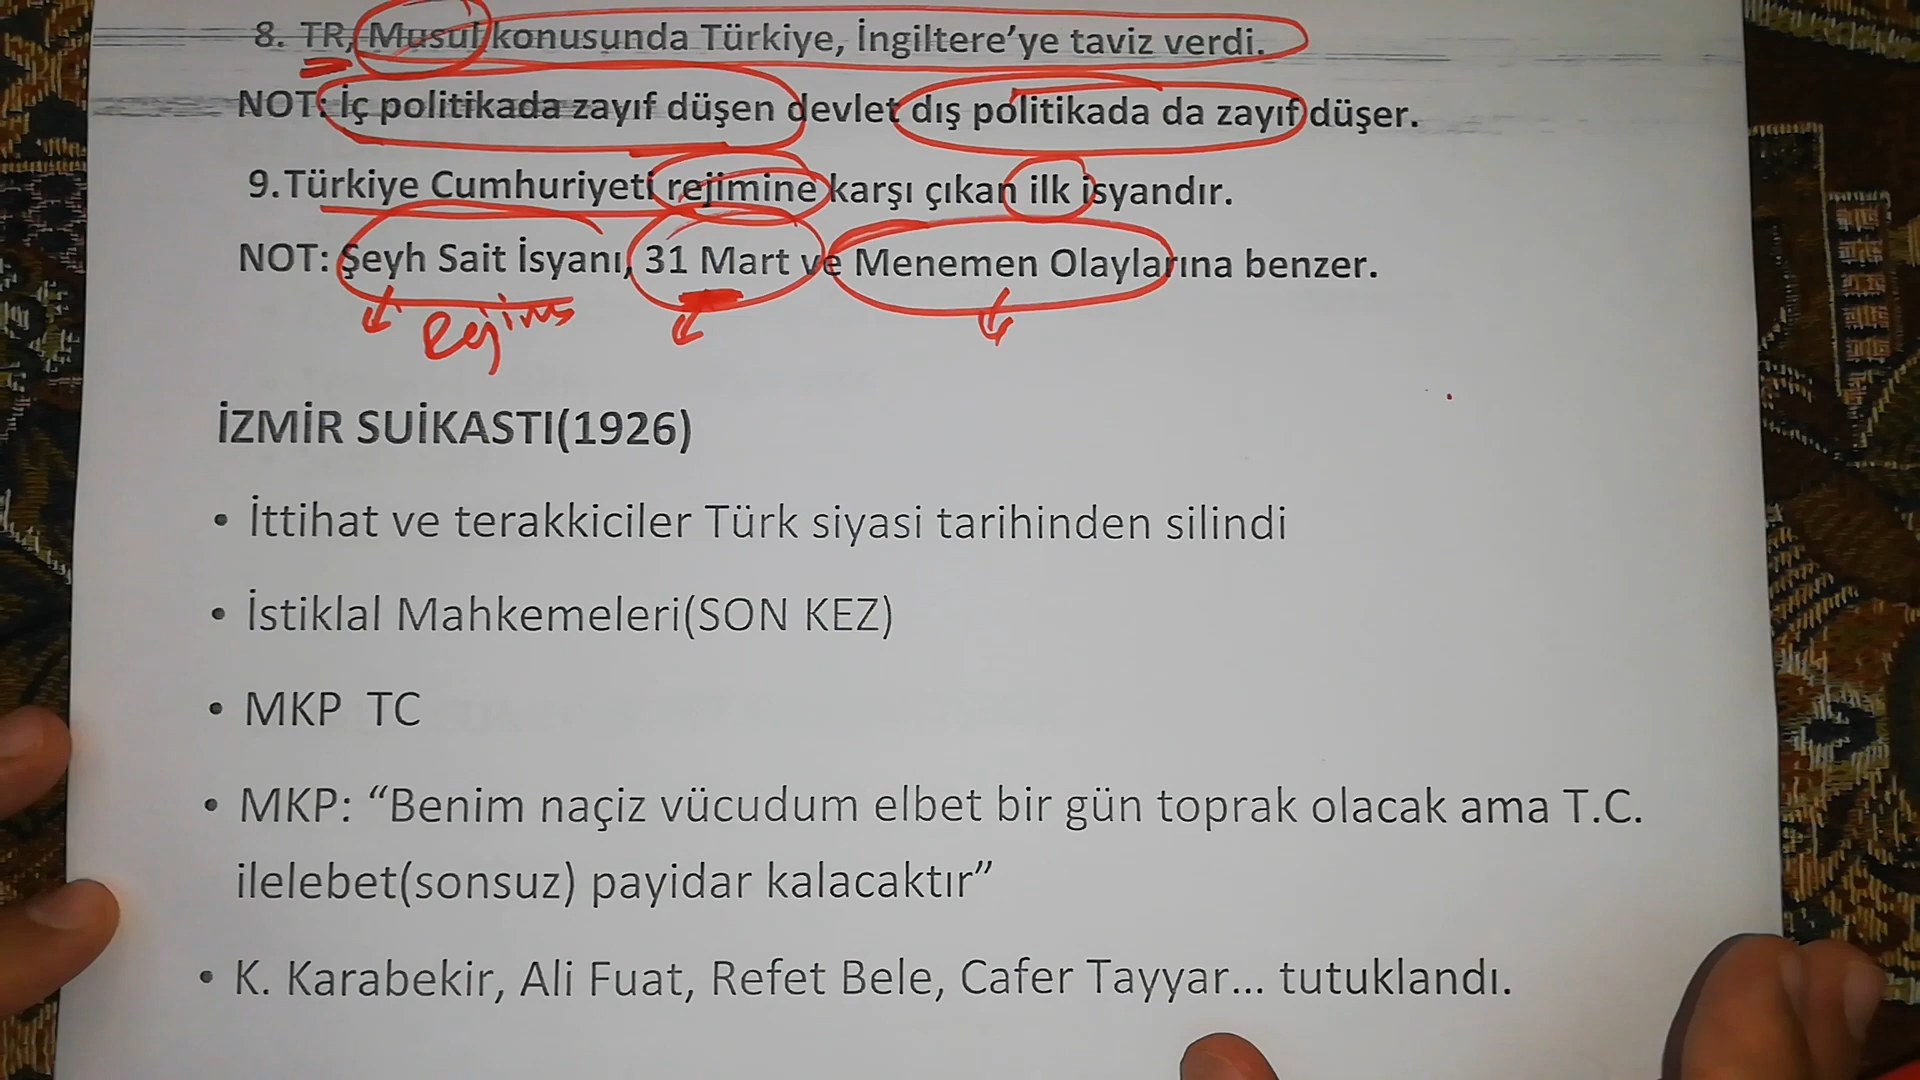 8. TR, Musul konusunda Türkiye, İngiltere’ye taviz verdi.
NOT: İç politikada zayıf düşen devlet dış politikada da zayıf düşer.
9.Türkiye Cumhuriyeti rejimine karşı çıkan ilk isyandır.
NOT: Şeyh Sait İsyanı, 31 Mart ve Menemen Olaylarına benzer.
Rejime
İZMİR SUİKASTI(1926)
• İttihat ve terakkiciler Türk siyasi tarihinden silindi
• İstiklal Mahkemeleri(SON KEZ)
• MKP TC
• MKP: “Benim naçiz vücudum elbet bir gün toprak olacak ama T.C.
ilelebet(sonsuz) payidar kalacaktır”
• K. Karabekir, Ali Fuat, Refet Bele, Cafer Tayyar... tutuklandı.